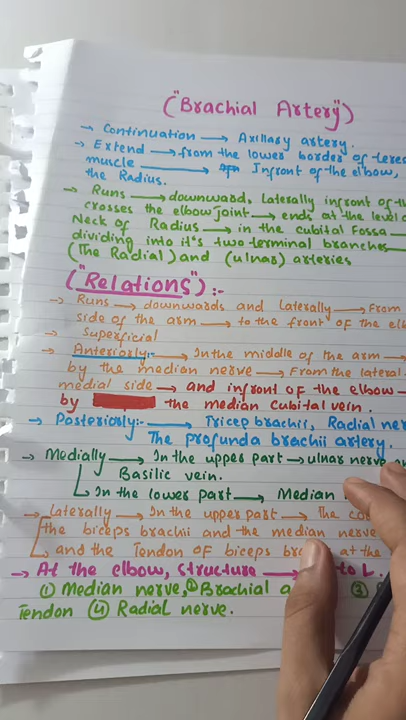 ("Brachial Artery")
→ Continuation → Axillary artery.
→ Extend → from the lower border of teres
muscle → Infront of the elbow,
the Radius.
→ Runs → downward, Laterally infront of th
crosses the elbow Joint → ends at the level o
Neck of Radius → in the cubital Fossa
dividing into it's two terminal branches
(The Radial) and (ulnar) arteries
("Relations") :-
→ Runs → downwards and Laterally → From
side of the arm → to the front of the elb
→ Superficial
→ Anteriorly:- → In the middle of the arm →
by the median nerve → From the lateral
medial side → and infront of the elbow
by the median cubital vein.
→ Posteriorly:- → Tricep brachii, Radial ner
The profunda brachii artery.
→ Medially → In the upper part → ulnar nerve
Basilic vein.
↳ In the lower part → Median
→ Laterally → In the upper part → the co
the biceps brachii and the median nerve
↳ and the Tendon of biceps at the
→ At the elbow, structure → to L.
① Median nerve, ② Brachial a ③
Tendon ④ Radial nerve.